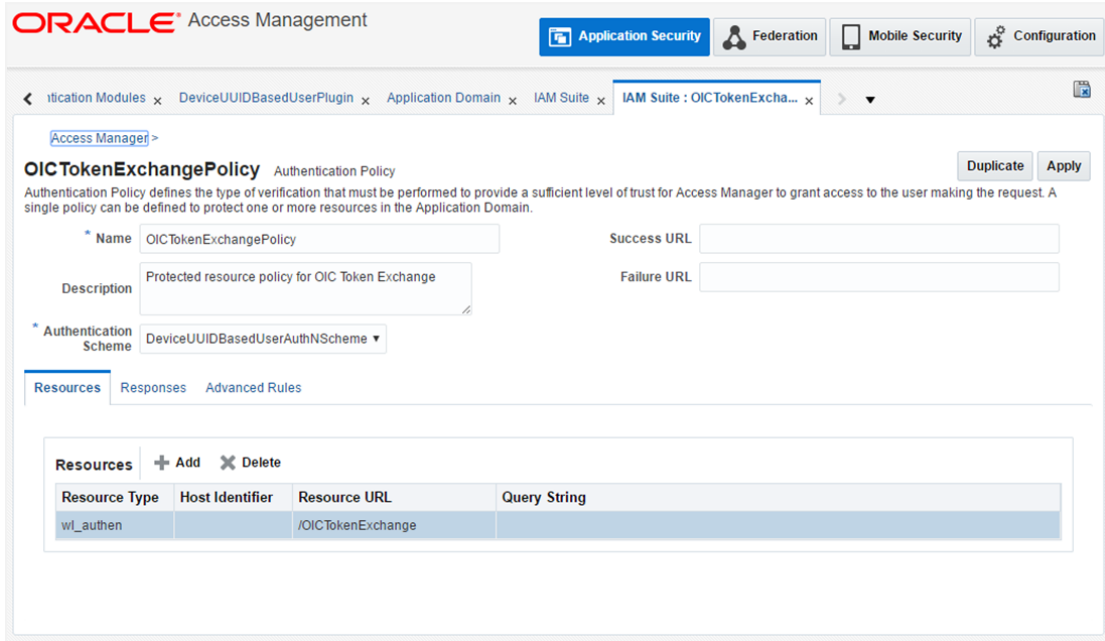 ORACLE® Access Management
Application Security
Federation
Mobile Security
Configuration
ntication Modules x DeviceUUIDBasedUserPlugin x Application Domain x IAM Suite x IAM Suite : OICTokenExcha... x
Access Manager >
OICTokenExchangePolicy Authentication Policy
Duplicate Apply
Authentication Policy defines the type of verification that must be performed to provide a sufficient level of trust for Access Manager to grant access to the user making the request. A
single policy can be defined to protect one or more resources in the Application Domain.
* Name OICTokenExchangePolicy
Success URL
Description Protected resource policy for OIC Token Exchange
Failure URL
* Authentication
Scheme DeviceUUIDBasedUserAuthNScheme
Resources Responses Advanced Rules
Resources Add Delete
Resource Type Host Identifier Resource URL Query String
wl_authen /OICTokenExchange